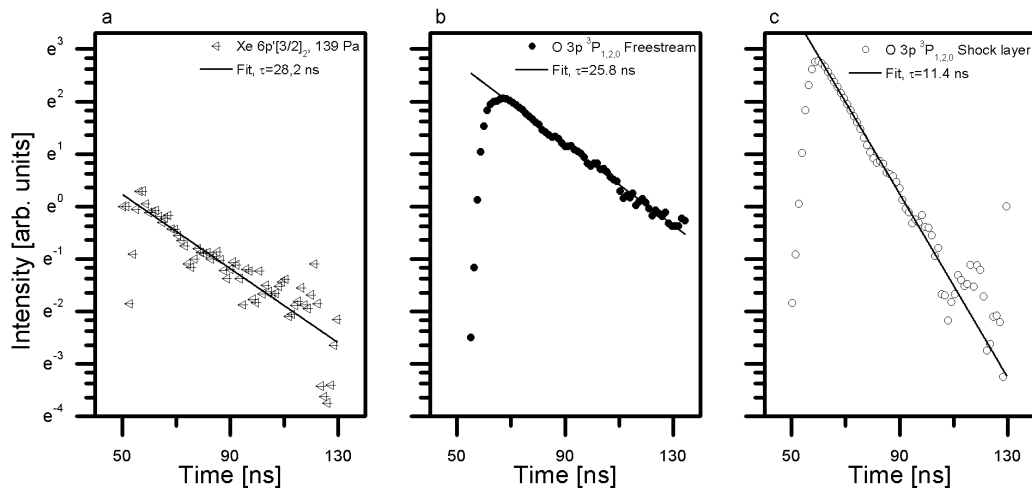 a
Xe 6p'[3/2]2, 139 Pa
Fit, τ=28,2 ns
b
O 3p ³P1,2,0 Freestream
Fit, τ=25.8 ns
c
O 3p ³P1,2,0 Shock layer
Fit, τ=11.4 ns
Intensity [arb. units]
e³
e²
e¹
e⁰
e⁻¹
e⁻²
e⁻³
e⁻⁴
50 90 130
50 90 130
50 90 130
Time [ns]
Time [ns]
Time [ns]